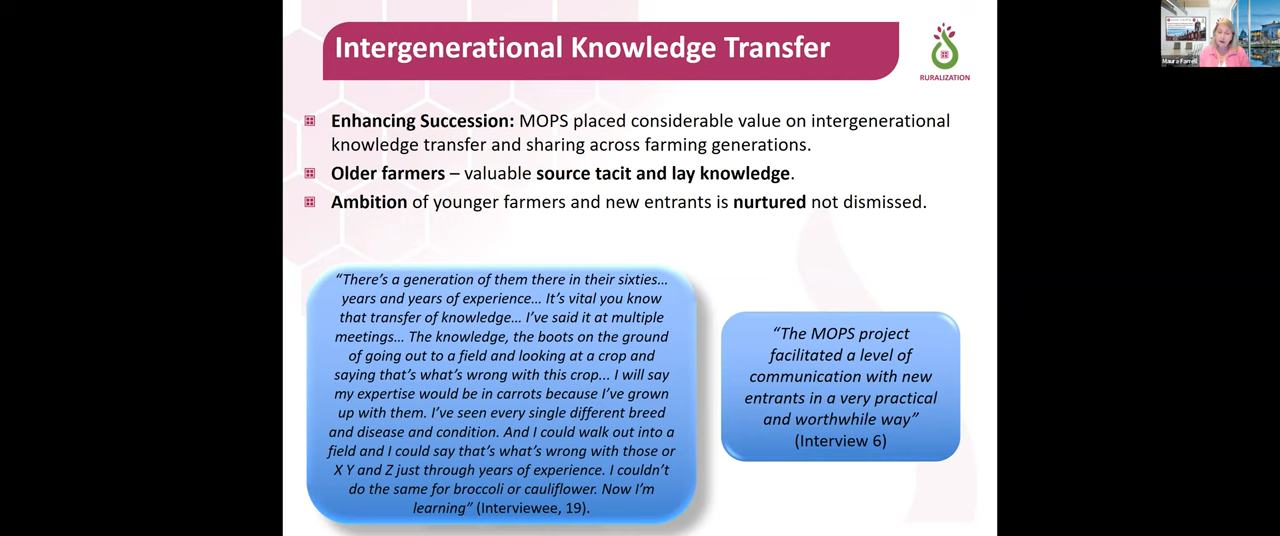 Intergenerational Knowledge Transfer
RURALIZATION
Maura Farrell
Enhancing Succession: MOPS placed considerable value on intergenerational
knowledge transfer and sharing across farming generations.
Older farmers – valuable source tacit and lay knowledge.
Ambition of younger farmers and new entrants is nurtured not dismissed.
“There’s a generation of them there in their sixties…
years and years of experience… It’s vital you know
that transfer of knowledge… I’ve said it at multiple
meetings… The knowledge, the boots on the ground
of going out to a field and looking at a crop and
saying that’s what’s wrong with this crop... I will say
my expertise would be in carrots because I’ve grown
up with them. I’ve seen every single different breed
and disease and condition. And I could walk out into a
field and I could say that’s what’s wrong with those or
X Y and Z just through years of experience. I couldn’t
do the same for broccoli or cauliflower. Now I’m
learning” (Interviewee, 19).
“The MOPS project
facilitated a level of
communication with new
entrants in a very practical
and worthwhile way”
(Interview 6)